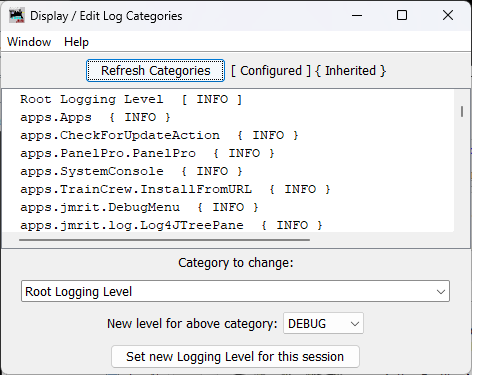 Display / Edit Log Categories
Window Help
Refresh Categories [ Configured ] { Inherited }
Root Logging Level [ INFO ]
apps.Apps { INFO }
apps.CheckForUpdateAction { INFO }
apps.PanelPro.PanelPro { INFO }
apps.SystemConsole { INFO }
apps.TrainCrew.InstallFromURL { INFO }
apps.jmrit.DebugMenu { INFO }
apps.jmrit.log.Log4JTreePane { INFO }
Category to change:
Root Logging Level
New level for above category: DEBUG
Set new Logging Level for this session